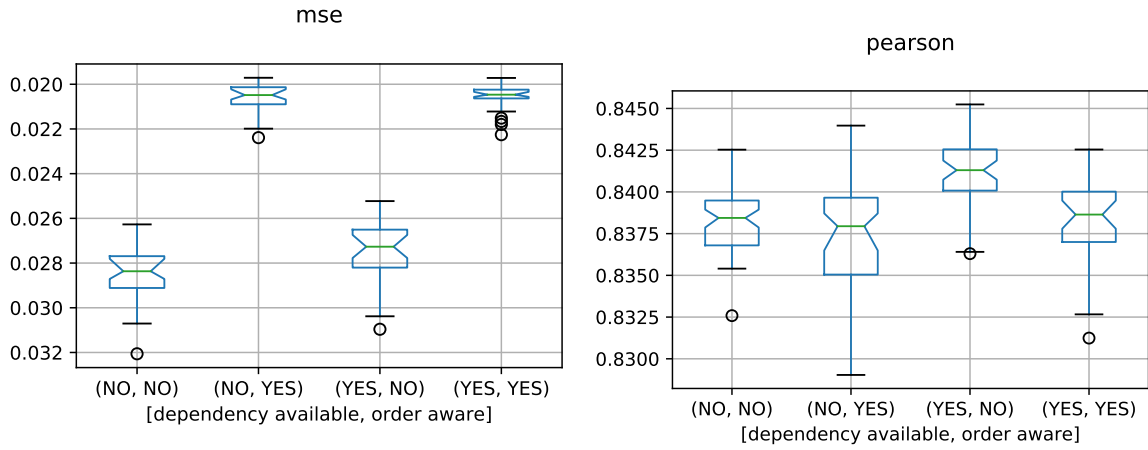 mse
0.020
0.022
0.024
0.026
0.028
0.030
0.032
(NO, NO) (NO, YES) (YES, NO) (YES, YES)
[dependency available, order aware]
pearson
0.8450
0.8425
0.8400
0.8375
0.8350
0.8325
0.8300
(NO, NO) (NO, YES) (YES, NO) (YES, YES)
[dependency available, order aware]